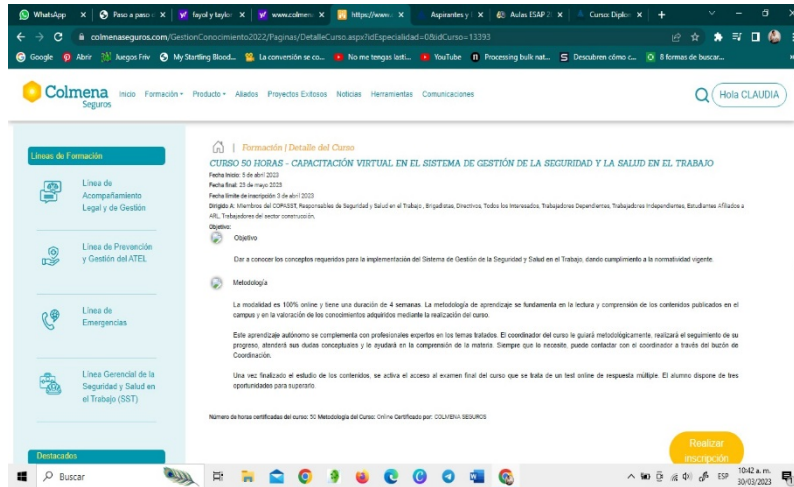 WhatsApp
Paso a paso
fayol y taylor
www.colmen
https://www.
Aspirantes y
Aulas ESAP 2
Curso: Diplon
colmenaseguros.com/GestionConocimiento2022/Paginas/DetalleCurso.aspx?idEspecialidad=0&idCurso=13393
Google
Abrir
Juegos Friv
My Startling Blood...
La conversión se co...
No me tengas lasti...
YouTube
Processing bulk nat...
Descubren cómo c...
8 formas de buscar...
Colmena
Seguros
Inicio Formación Producto Aliados Proyectos Exitosos Noticias Herramientas Comunicaciones
Hola CLAUDIA
Líneas de Formación
Línea de
Acompañamiento
Legal y de Gestión
Línea de Prevención
y Gestión del ATEL
Línea de
Emergencias
Línea Gerencial de la
Seguridad y Salud en
el Trabajo (SST)
Destacados
| Formación | Detalle del Curso
CURSO 50 HORAS - CAPACITACIÓN VIRTUAL EN EL SISTEMA DE GESTIÓN DE LA SEGURIDAD Y LA SALUD EN EL TRABAJO
Fecha Inicio: 5 de abril 2023
Fecha final: 23 de mayo 2023
Fecha límite de inscripción 3 de abril 2023
Dirigido A: Miembros del COPASST, Responsables de Seguridad y Salud en el Trabajo , Brigadistas, Directivos, Todos los Interesados, Trabajadores Dependientes, Trabajadores Independientes, Estudiantes Afiliados a
ARL, Trabajadores del sector construcción,
Objetivo:
Objetivo
Dar a conocer los conceptos requeridos para la implementación del Sistema de Gestión de la Seguridad y Salud en el Trabajo, dando cumplimiento a la normatividad vigente.
Metodología
La modalidad es 100% online y tiene una duración de 4 semanas. La metodología de aprendizaje se fundamenta en la lectura y comprensión de los contenidos publicados en el
campus y en la valoración de los conocimientos adquiridos mediante la realización del curso.
Este aprendizaje autónomo se complementa con profesionales expertos en los temas tratados. El coordinador del curso le guiará metodológicamente, realizará el seguimiento de su
progreso, atenderá sus dudas conceptuales y le ayudará en la comprensión de la materia. Siempre que lo necesite, puede contactar con el coordinador a través del buzón de
Coordinación.
Una vez finalizado el estudio de los contenidos, se activa el acceso al examen final del curso que se trata de un test online de respuesta múltiple. El alumno dispone de tres
oportunidades para superarlo.
Número de horas certificadas del curso: 50 Metodología del Curso: Online Certificado por: COLMENA SEGUROS
Realizar
inscripción
Buscar
ESP
10:42 a. m.
30/03/2023